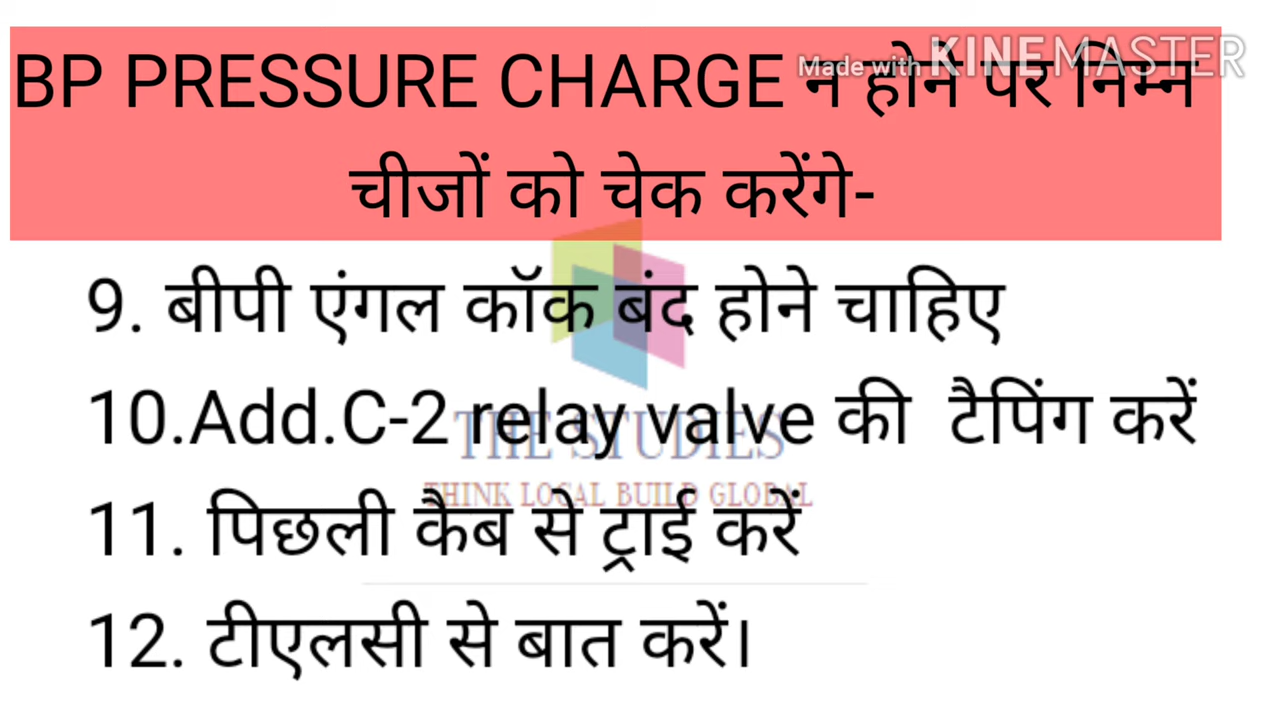 BP PRESSURE CHARGE न होने पर निम्न
Made with KINEMASTER
चीजों को चेक करेंगे-
9. बीपी एंगल कॉक बंद होने चाहिए
10.Add.C-2 relay valve की टैपिंग करें
THE STUDIES
THINK LOCAL BUILD GLOBAL
11. पिछली कैब से ट्राई करें
12. टीएलसी से बात करें।